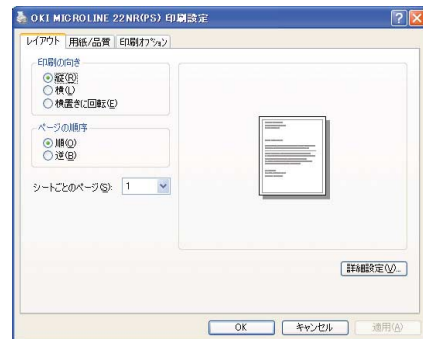 OKI MICROLINE 22NR(PS) 印刷設定
レイアウト 用紙/品質 印刷オプション
印刷の向き
縦(R)
横(L)
横置きに回転(E)
ページの順序
順(O)
逆(B)
シートごとのページ(S): 1
詳細設定(V)...
OK キャンセル 適用(A)